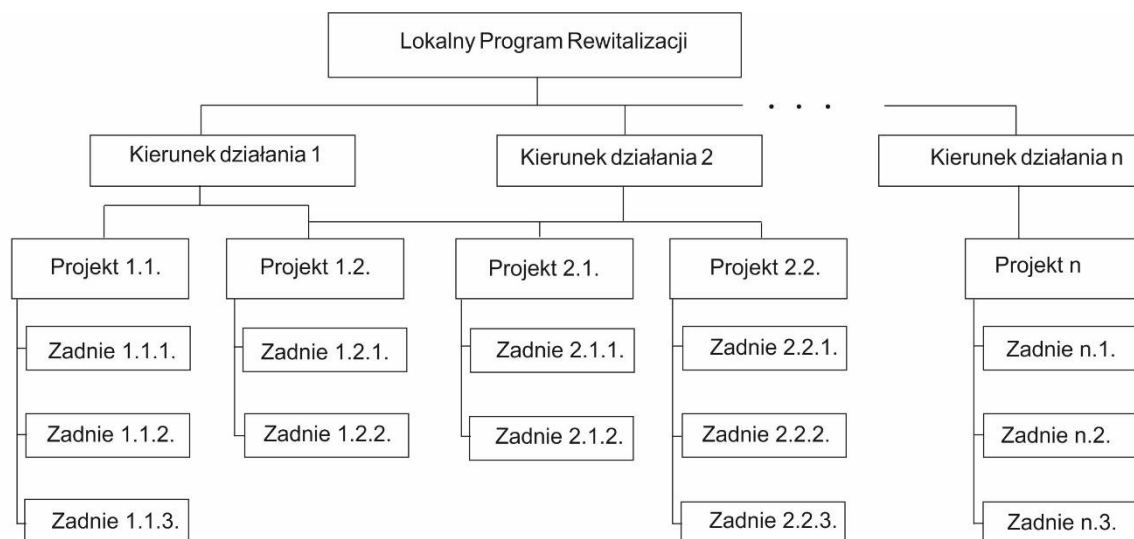 Lokalny Program Rewitalizacji
. . .
Kierunek działania 1
Kierunek działania 2
Kierunek działania n
Projekt 1.1.
Projekt 1.2.
Projekt 2.1.
Projekt 2.2.
Projekt n
Zadnie 1.1.1.
Zadnie 1.2.1.
Zadnie 2.1.1.
Zadnie 2.2.1.
Zadnie n.1.
Zadnie 1.1.2.
Zadnie 1.2.2.
Zadnie 2.1.2.
Zadnie 2.2.2.
Zadnie n.2.
Zadnie 1.1.3.
Zadnie 2.2.3.
Zadnie n.3.